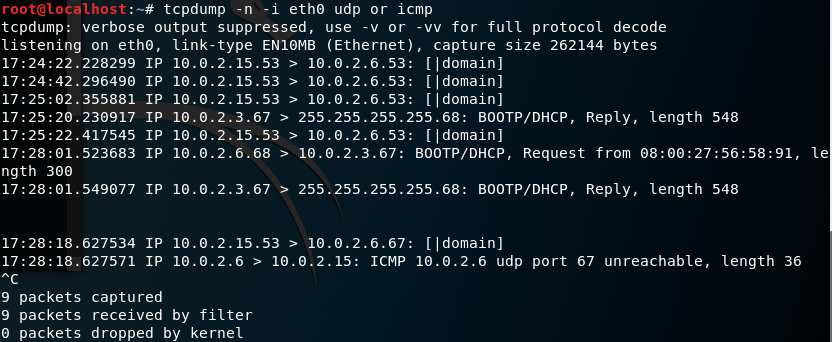 root@localhost:~# tcpdump -n -i eth0 udp or icmp
tcpdump: verbose output suppressed, use -v or -vv for full protocol decode
listening on eth0, link-type EN10MB (Ethernet), capture size 262144 bytes
17:24:22.228299 IP 10.0.2.15.53 > 10.0.2.6.53: [|domain]
17:24:42.296490 IP 10.0.2.15.53 > 10.0.2.6.53: [|domain]
17:25:02.355881 IP 10.0.2.15.53 > 10.0.2.6.53: [|domain]
17:25:20.230917 IP 10.0.2.3.67 > 255.255.255.255.68: BOOTP/DHCP, Reply, length 548
17:25:22.417545 IP 10.0.2.15.53 > 10.0.2.6.53: [|domain]
17:28:01.523683 IP 10.0.2.6.68 > 10.0.2.3.67: BOOTP/DHCP, Request from 08:00:27:56:58:91, le
ngth 300
17:28:01.549077 IP 10.0.2.3.67 > 255.255.255.255.68: BOOTP/DHCP, Reply, length 548
17:28:18.627534 IP 10.0.2.15.53 > 10.0.2.6.67: [|domain]
17:28:18.627571 IP 10.0.2.6 > 10.0.2.15: ICMP 10.0.2.6 udp port 67 unreachable, length 36
^C
9 packets captured
9 packets received by filter
0 packets dropped by kernel